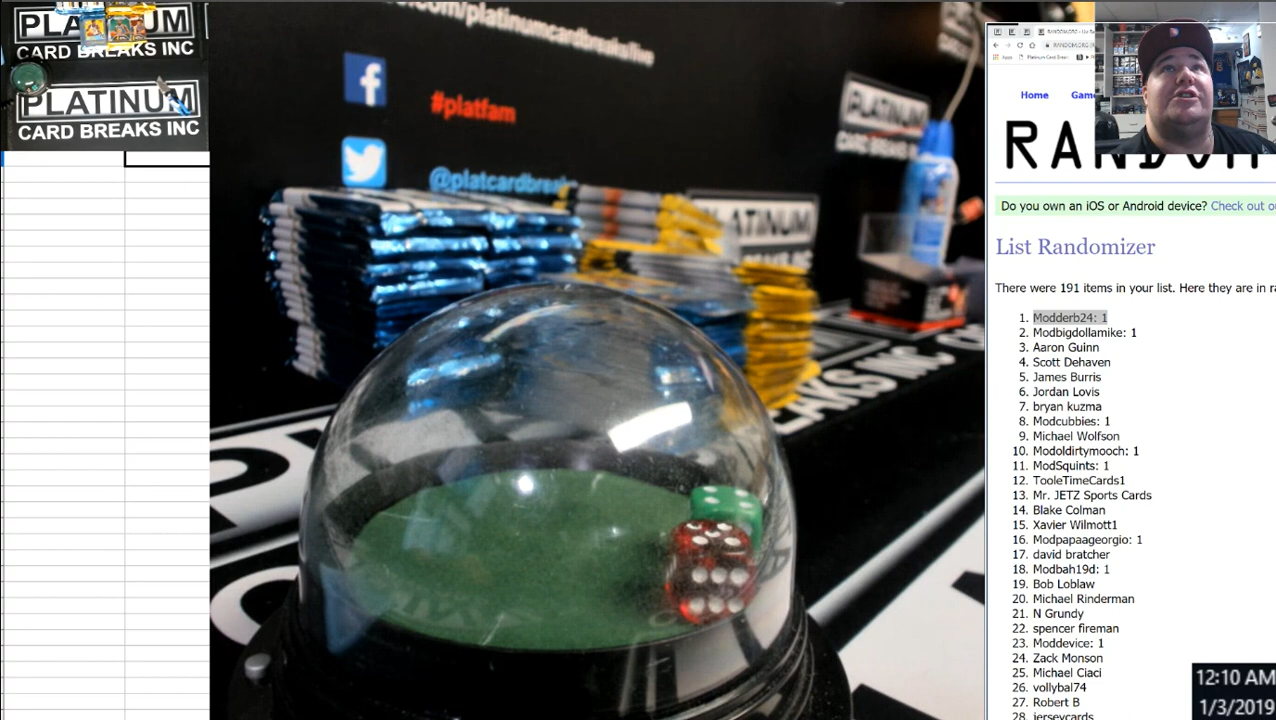 PLATINUM
CARD BREAKS INC
PLATINUM
CARD BREAKS INC
.com/platinumcardbreakslive
#platfam
@platcardbreaks
PLATINUM
CARD BREAKS INC
PLATINUM
Home
RANDOM
Do you own an iOS or Android device? Check out
List Randomizer
There were 191 items in your list. Here they are in
1. Modderb24: 1
2. Modbigdollamike: 1
3. Aaron Guinn
4. Scott Dehaven
5. James Burris
6. Jordan Lovis
7. bryan kuzma
8. Modcubbies: 1
9. Michael Wolfson
10. Modoldirtymooch: 1
11. ModSquints: 1
12. TooleTimeCards1
13. Mr. JETZ Sports Cards
14. Blake Colman
15. Xavier Wilmott1
16. Modpapaageorgio: 1
17. david bratcher
18. Modbah19d: 1
19. Bob Loblaw
20. Michael Rinderman
21. N Grundy
22. spencer fireman
23. Moddevice: 1
24. Zack Monson
25. Michael Ciaci
26. vollybal74
27. Robert B
28. jerseycards
12:10 AM
1/3/2019